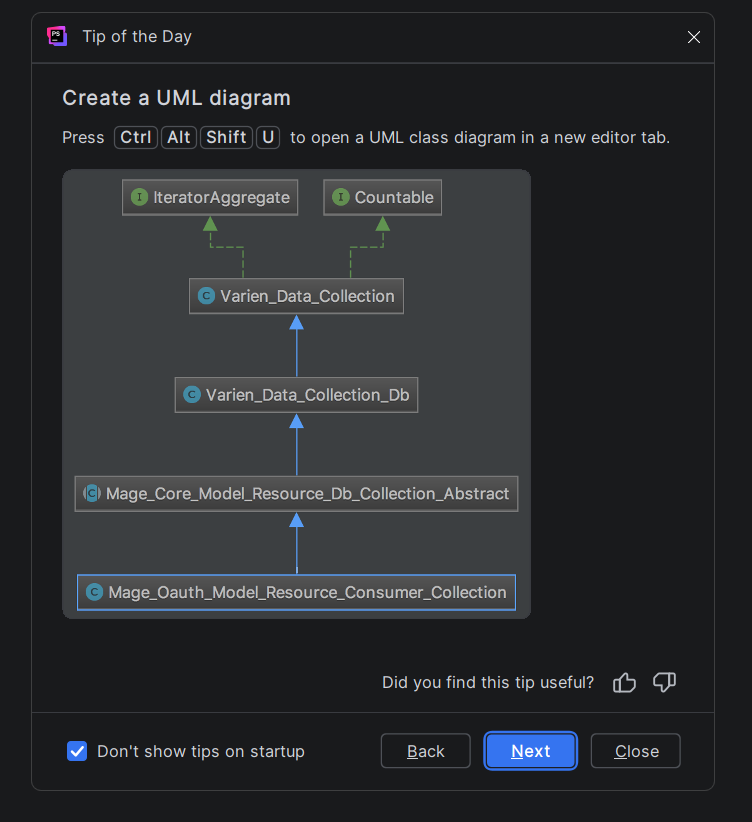 PS Tip of the Day
Create a UML diagram
Press Ctrl Alt Shift U to open a UML class diagram in a new editor tab.
I IteratorAggregate I Countable
C Varien_Data_Collection
C Varien_Data_Collection_Db
C Mage_Core_Model_Resource_Db_Collection_Abstract
C Mage_Oauth_Model_Resource_Consumer_Collection
Did you find this tip useful?
Don't show tips on startup Back Next Close